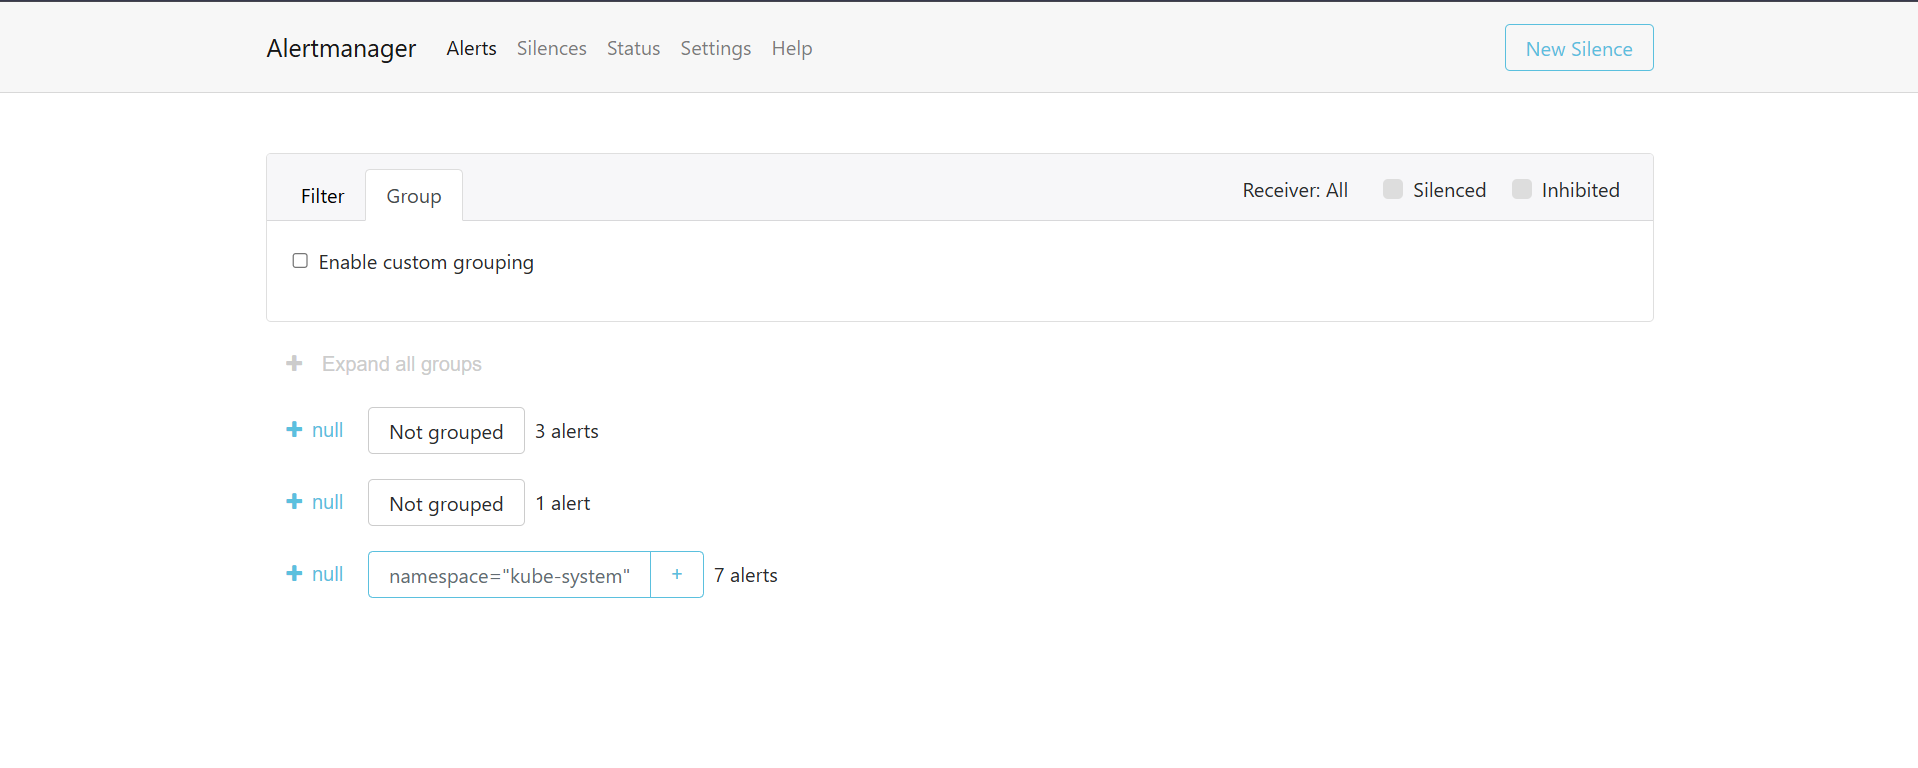 Alertmanager Alerts Silences Status Settings Help New Silence
Filter Group Receiver: All Silenced Inhibited
Enable custom grouping
+ Expand all groups
+ null Not grouped 3 alerts
+ null Not grouped 1 alert
+ null namespace="kube-system" + 7 alerts